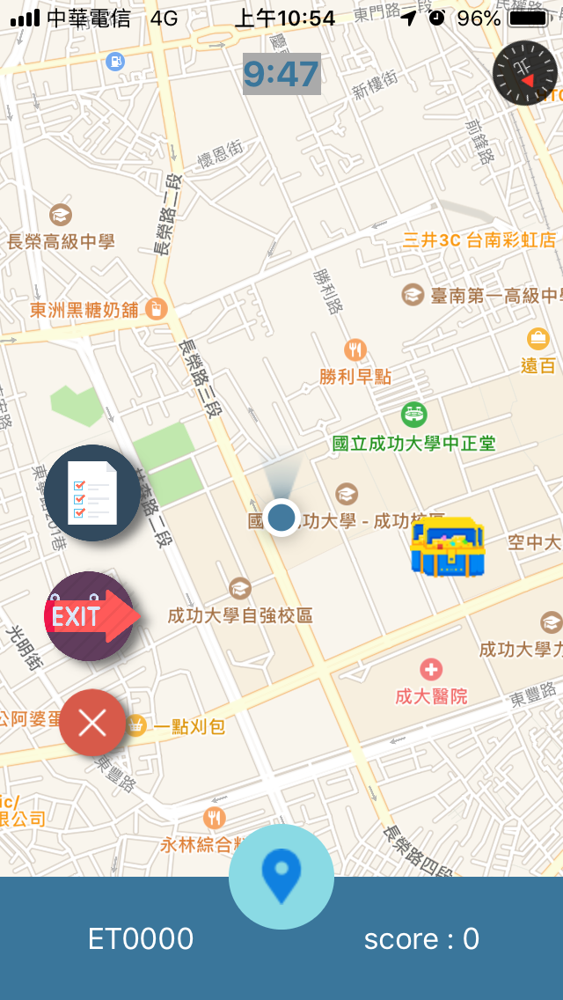 中華電信 4G 上午10:54 96%
東門路一段
民權路
9:47
北
新樓街
前鋒路
懷恩街
長榮路二段
長榮高級中學
三井3C 台南彩虹店
勝利路
臺南第一高級中
東洲黑糖奶舖
遠百
勝利早點
長榮路三段
國立成功大學中正堂
林森路二段
國立成功大學 - 成功校區
空中大
EXIT
成功大學自強校區
光明街
成功大學力
成大醫院
東豐路
公阿婆蛋
一點刈包
東豐路
ic/
限公司
永林綜合料
長榮路四段
ET0000
score : 0